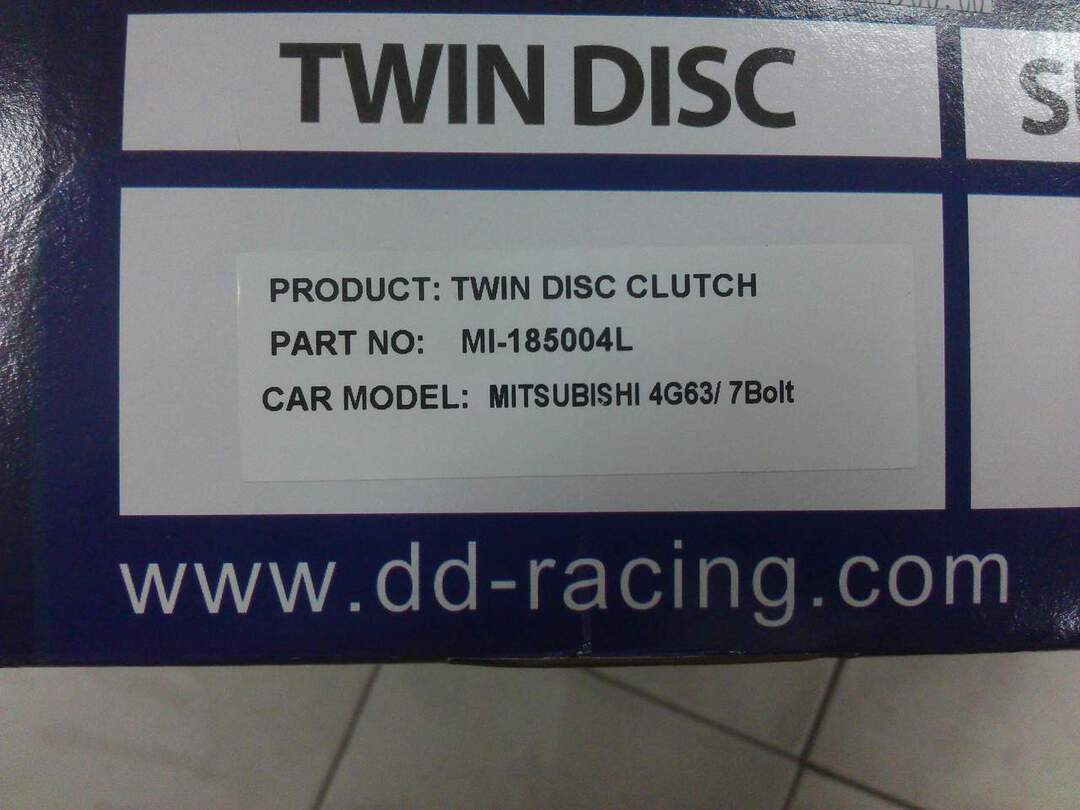 TWIN DISC
PRODUCT: TWIN DISC CLUTCH
PART NO: MI-185004L
CAR MODEL: MITSUBISHI 4G63/ 7Bolt
www.dd-racing.com